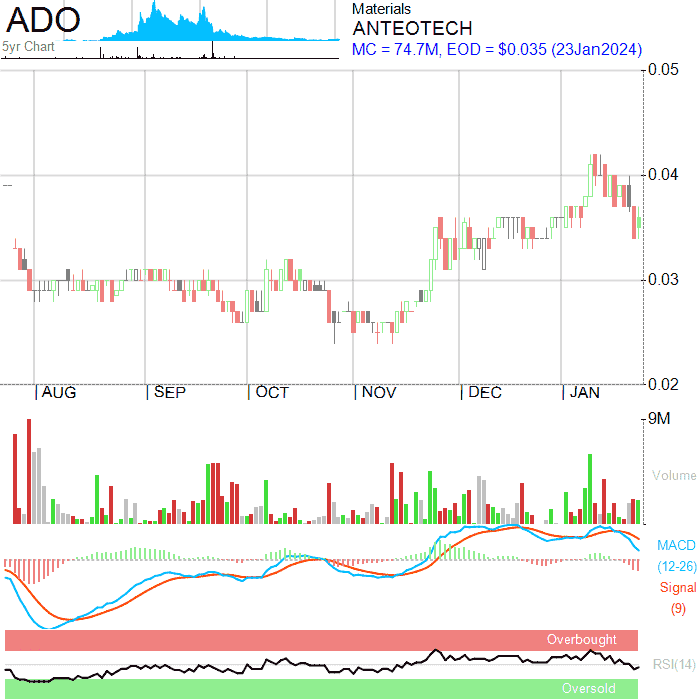 ADO
5yr Chart
Materials
ANTEOTECH
MC = 74.7M, EOD = $0.035 (23Jan2024)
0.05
0.04
0.03
0.02
| AUG | SEP | OCT | NOV | DEC | JAN
9M
Volume
MACD
(12-26)
Signal
(9)
Overbought
RSI(14)
Oversold